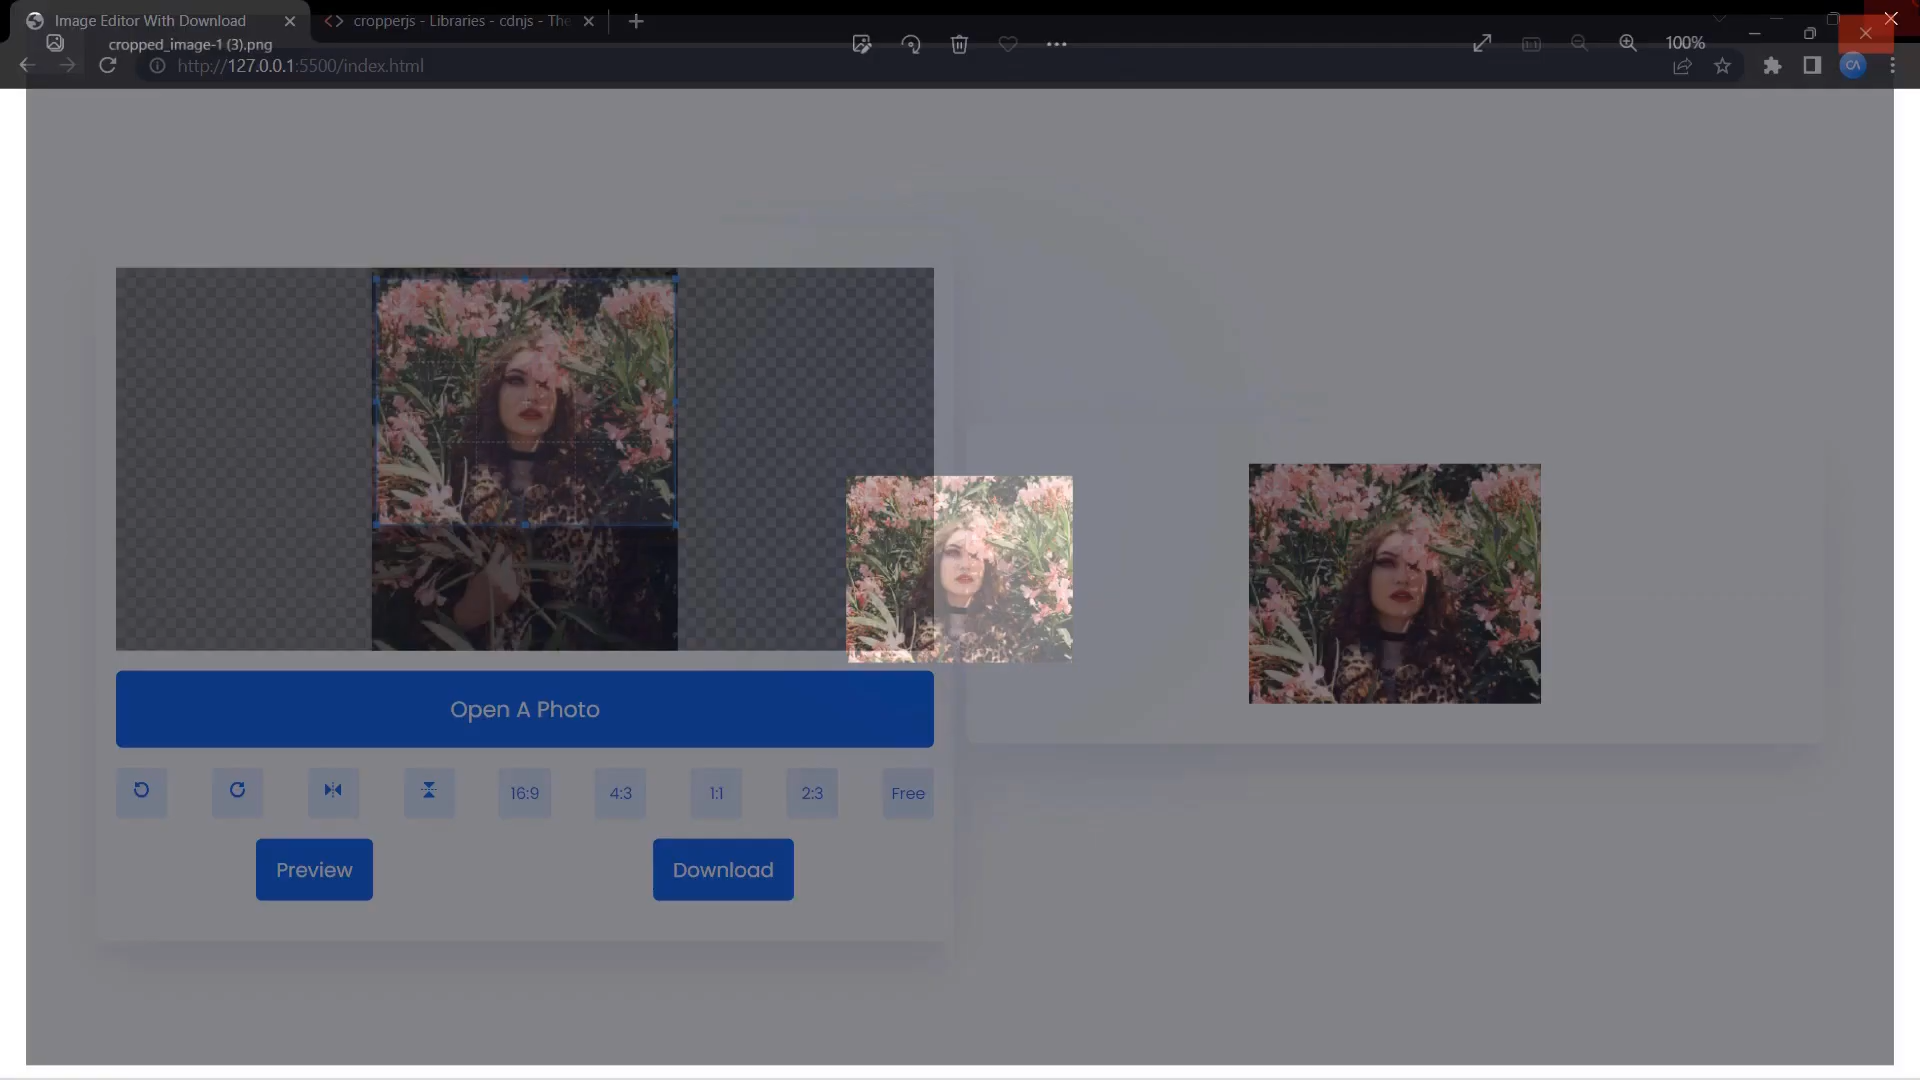 Image Editor With Download
cropperjs - Libraries - cdnjs - The
cropped_image-1 (3).png
100%
http://127.0.0.1:5500/index.html
CA
Open A Photo
16:9
4:3
1:1
2:3
Free
Preview
Download